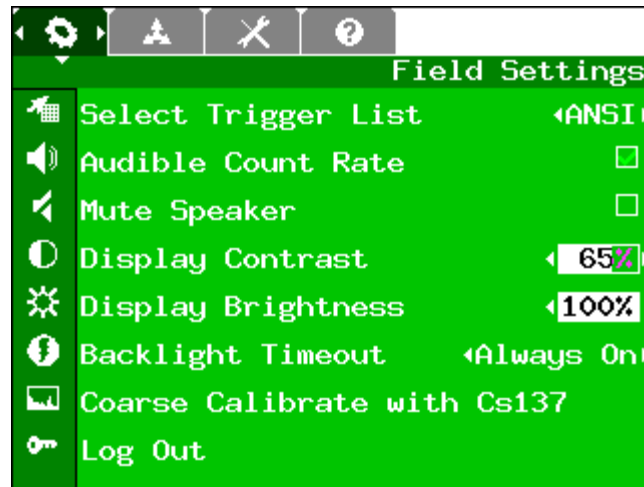 Field Settings
Select Trigger List ANSI
Audible Count Rate
Mute Speaker
Display Contrast 65%
Display Brightness 100%
Backlight Timeout Always On
Coarse Calibrate with Cs137
Log Out